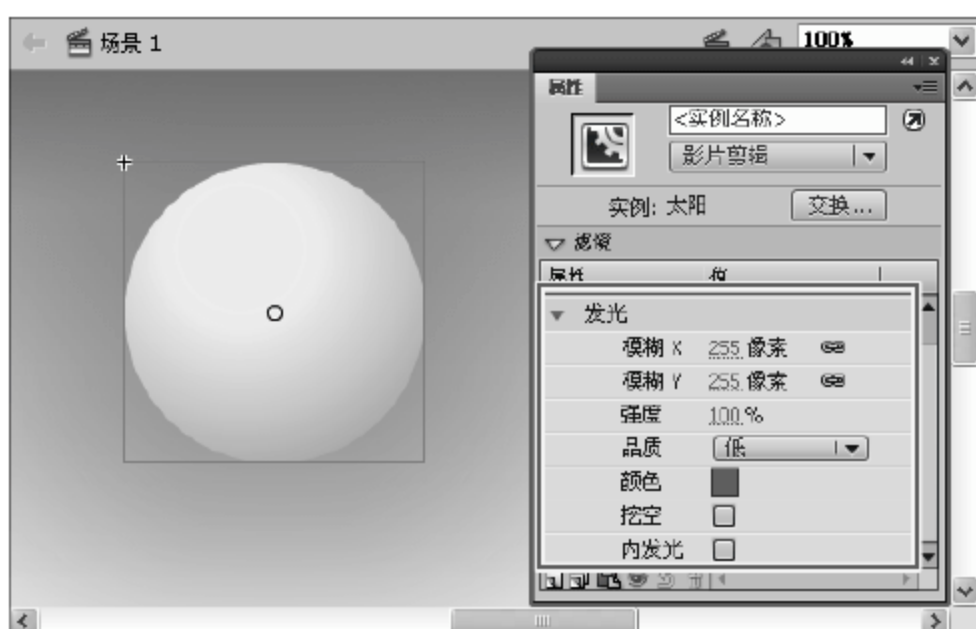 场景 1
100%
属性
<实例名称>
影片剪辑
实例: 太阳
交换...
滤镜
属性 值
发光
模糊 X 255 像素
模糊 Y 255 像素
强度 100 %
品质 低
颜色
挖空
内发光